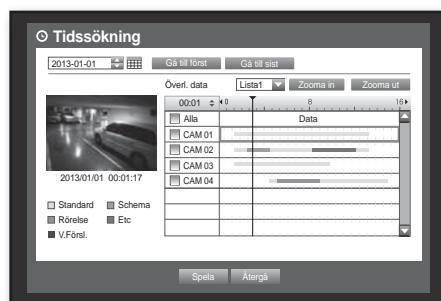 Tidssökning
2013-01-01 Gå till först Gå till sist
Överl. data Lista1 Zooma in Zooma ut
00:01 0 8 16
Alla Data
CAM 01
CAM 02
CAM 03
CAM 04
2013/01/01 00:01:17
Standard Schema
Rörelse Etc
V.Försl.
Spela Återgå